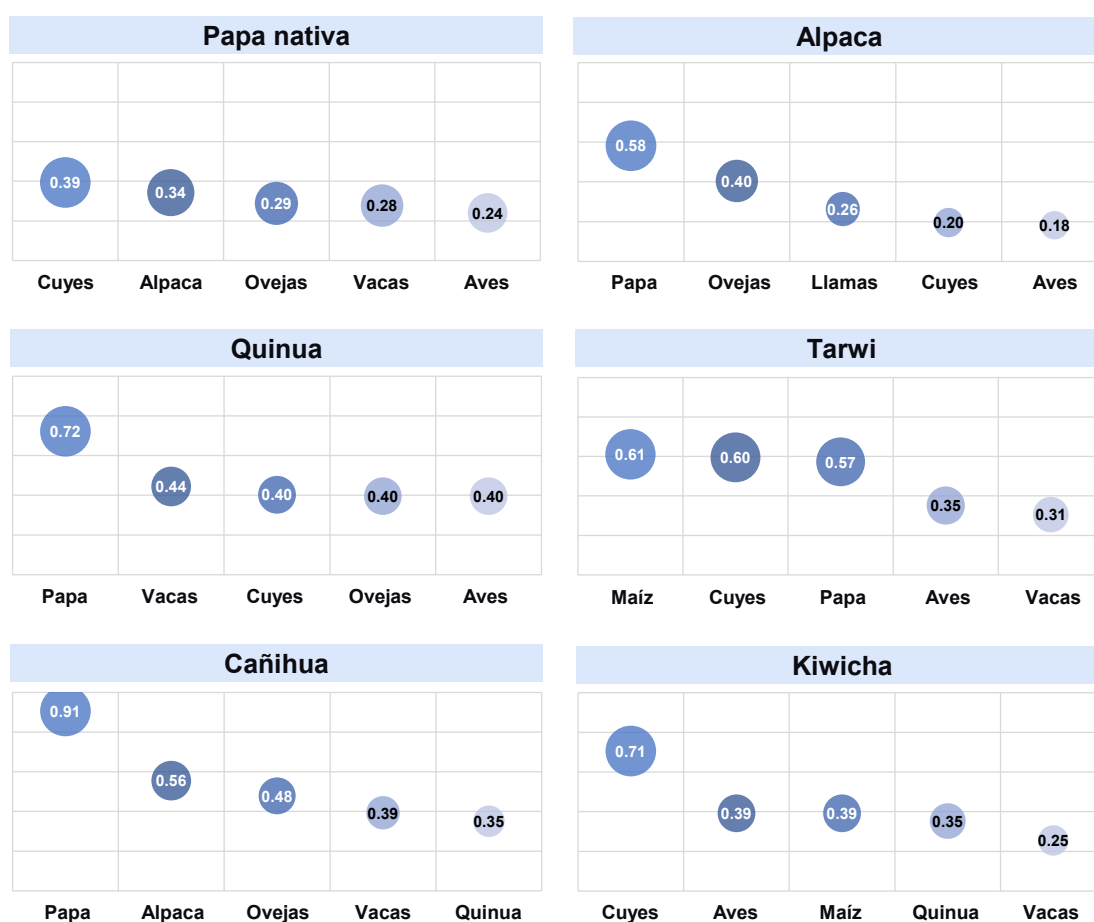 Papa nativa
0.39 0.34 0.29 0.28 0.24
Cuyes Alpaca Ovejas Vacas Aves
Alpaca
0.58 0.40 0.26 0.20 0.18
Papa Ovejas Llamas Cuyes Aves
Quinua
0.72 0.44 0.40 0.40 0.40
Papa Vacas Cuyes Ovejas Aves
Tarwi
0.61 0.60 0.57 0.35 0.31
Maíz Cuyes Papa Aves Vacas
Cañihua
0.91 0.56 0.48 0.39 0.35
Papa Alpaca Ovejas Vacas Quinua
Kiwicha
0.71 0.39 0.39 0.35 0.25
Cuyes Aves Maíz Quinua Vacas